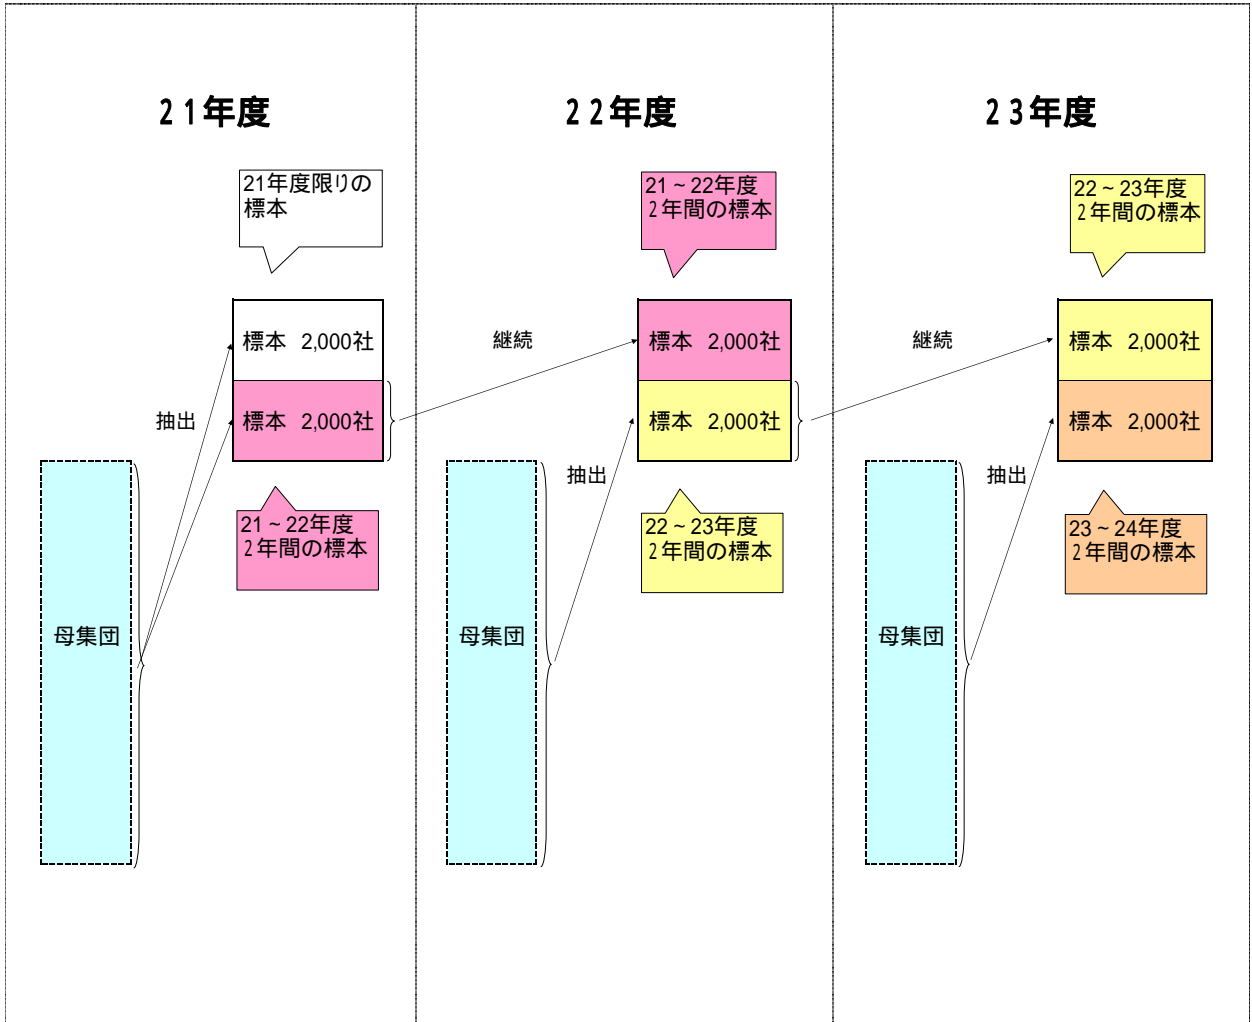 21年度
21年度限りの
標本
標本 2,000社
抽出
標本 2,000社
21~22年度
2年間の標本
母集団
22年度
21~22年度
2年間の標本
継続
標本 2,000社
標本 2,000社
抽出
22~23年度
2年間の標本
母集団
23年度
22~23年度
2年間の標本
継続
標本 2,000社
標本 2,000社
抽出
23~24年度
2年間の標本
母集団